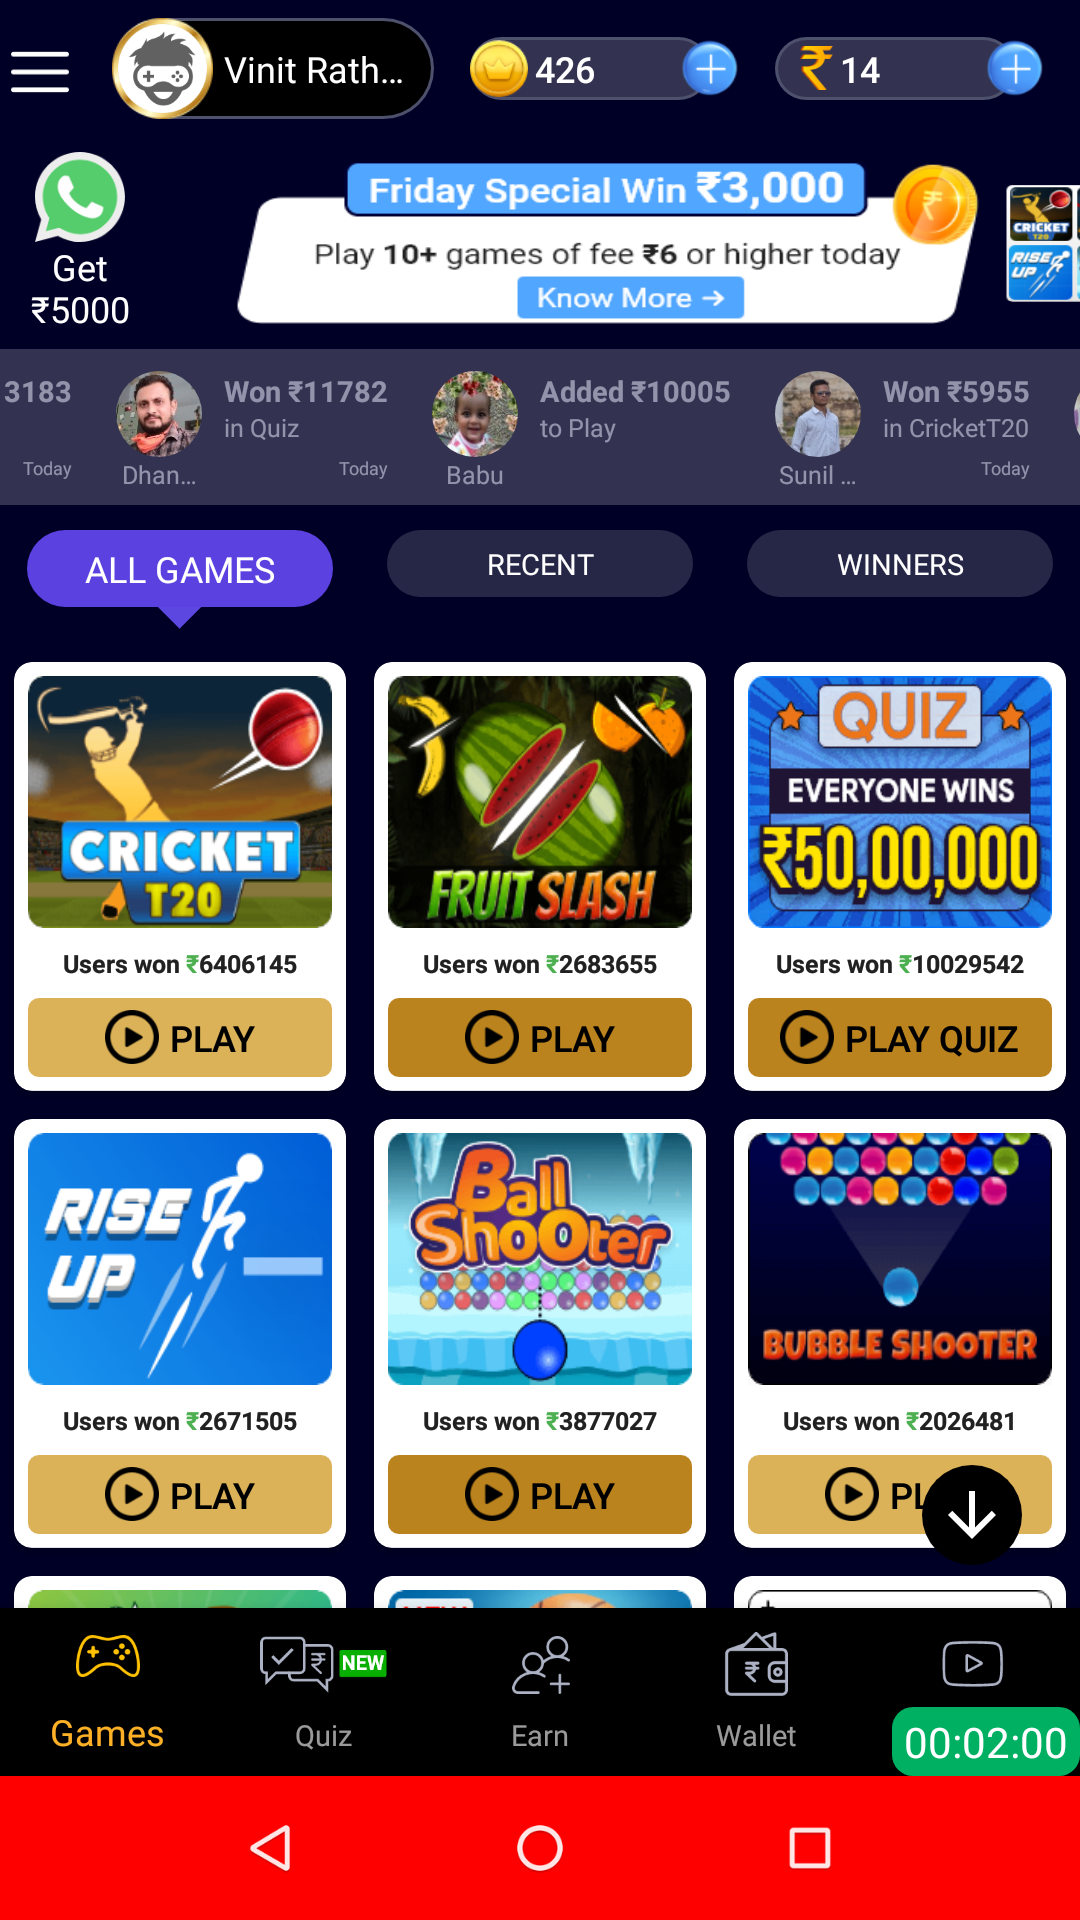 Vinit Rath...
426
₹ 14
Get
₹5000
Friday Special Win ₹3,000
Play 10+ games of fee ₹6 or higher today
Know More →
CRICKET
T20
RISE
UP
3183
Today
Won ₹11782
in Quiz
Dhan...
Today
Added ₹10005
to Play
Babu
Won ₹5955
in CricketT20
Sunil ...
Today
ALL GAMES
RECENT
WINNERS
CRICKET
T20
Users won ₹6406145
PLAY
FRUIT SLASH
Users won ₹2683655
PLAY
QUIZ
EVERYONE WINS
₹50,00,000
Users won ₹10029542
PLAY QUIZ
RISE
UP
Users won ₹2671505
PLAY
Ball
Shooter
Users won ₹3877027
PLAY
BUBBLE SHOOTER
Users won ₹2026481
Games
NEW
Quiz
Earn
Wallet
00:02:00